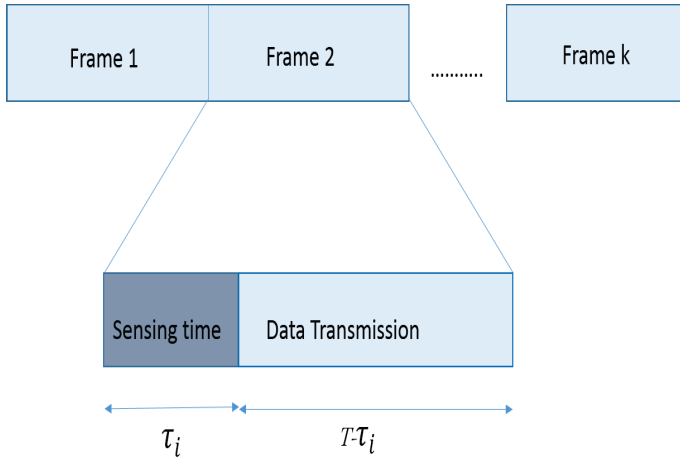 Frame 1
Frame 2
...........
Frame k
Sensing time
Data Transmission
τᵢ
T-τᵢ